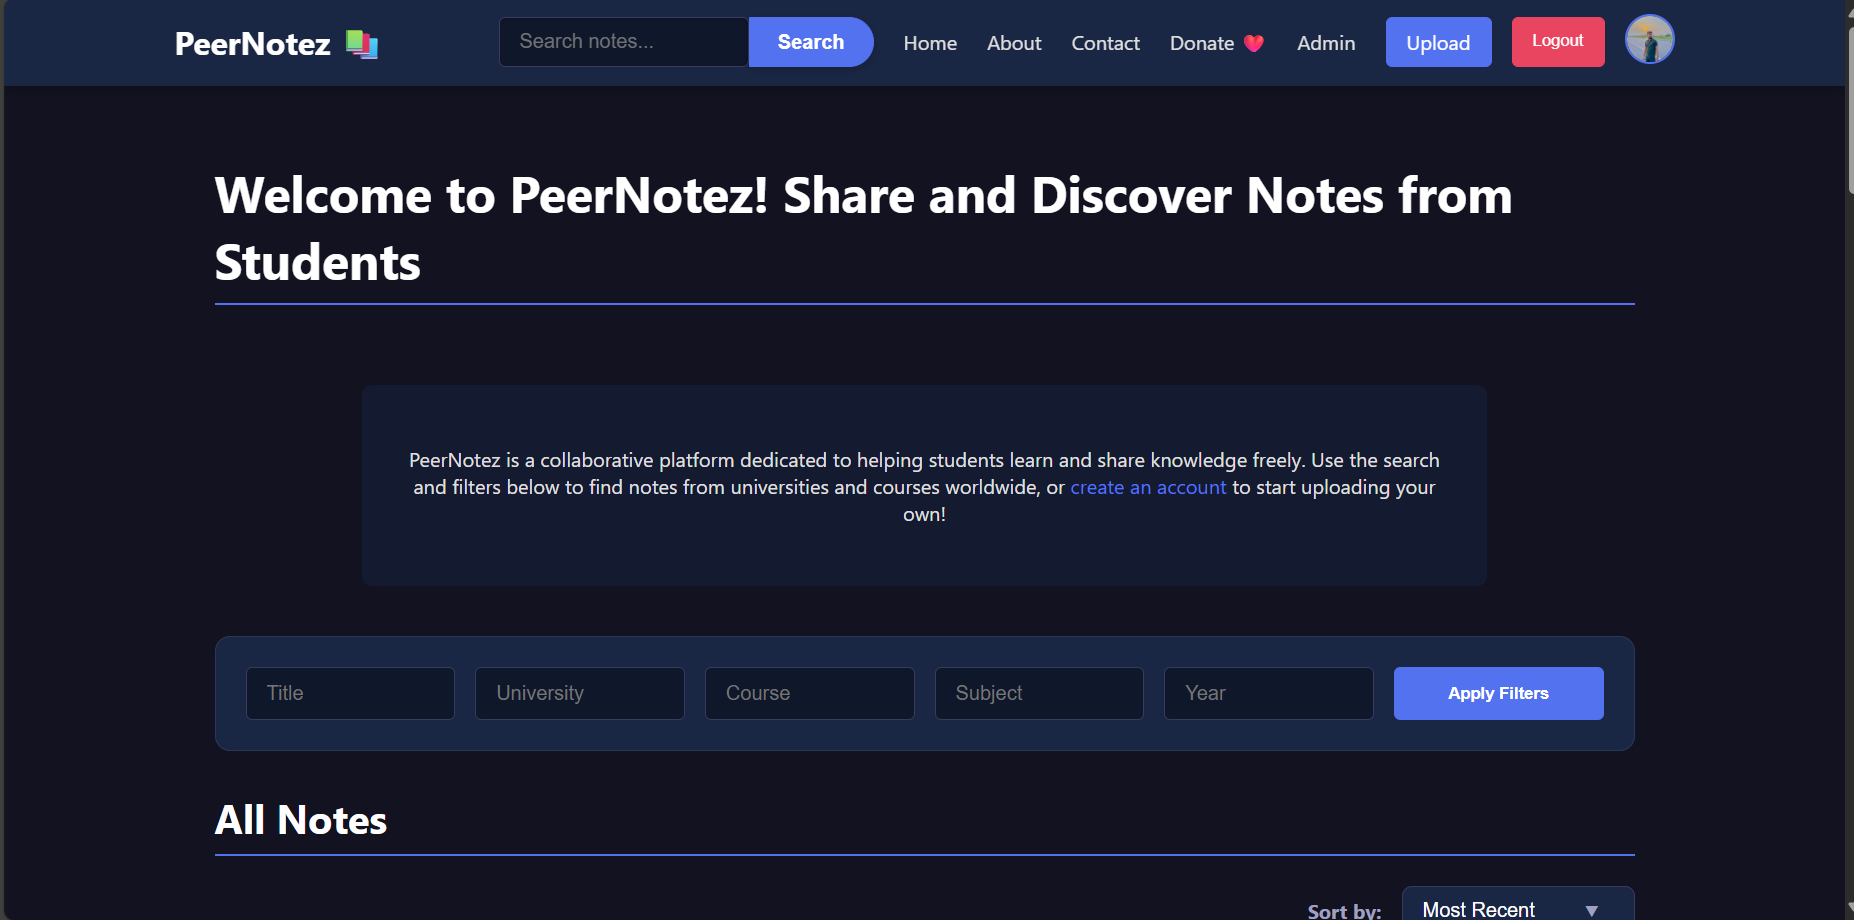 PeerNotez
Search notes...
Search
Home
About
Contact
Donate
Admin
Upload
Logout
Welcome to PeerNotez! Share and Discover Notes from
Students
PeerNotez is a collaborative platform dedicated to helping students learn and share knowledge freely. Use the search
and filters below to find notes from universities and courses worldwide, or create an account to start uploading your
own!
Title
University
Course
Subject
Year
Apply Filters
All Notes
Sort by:
Most Recent